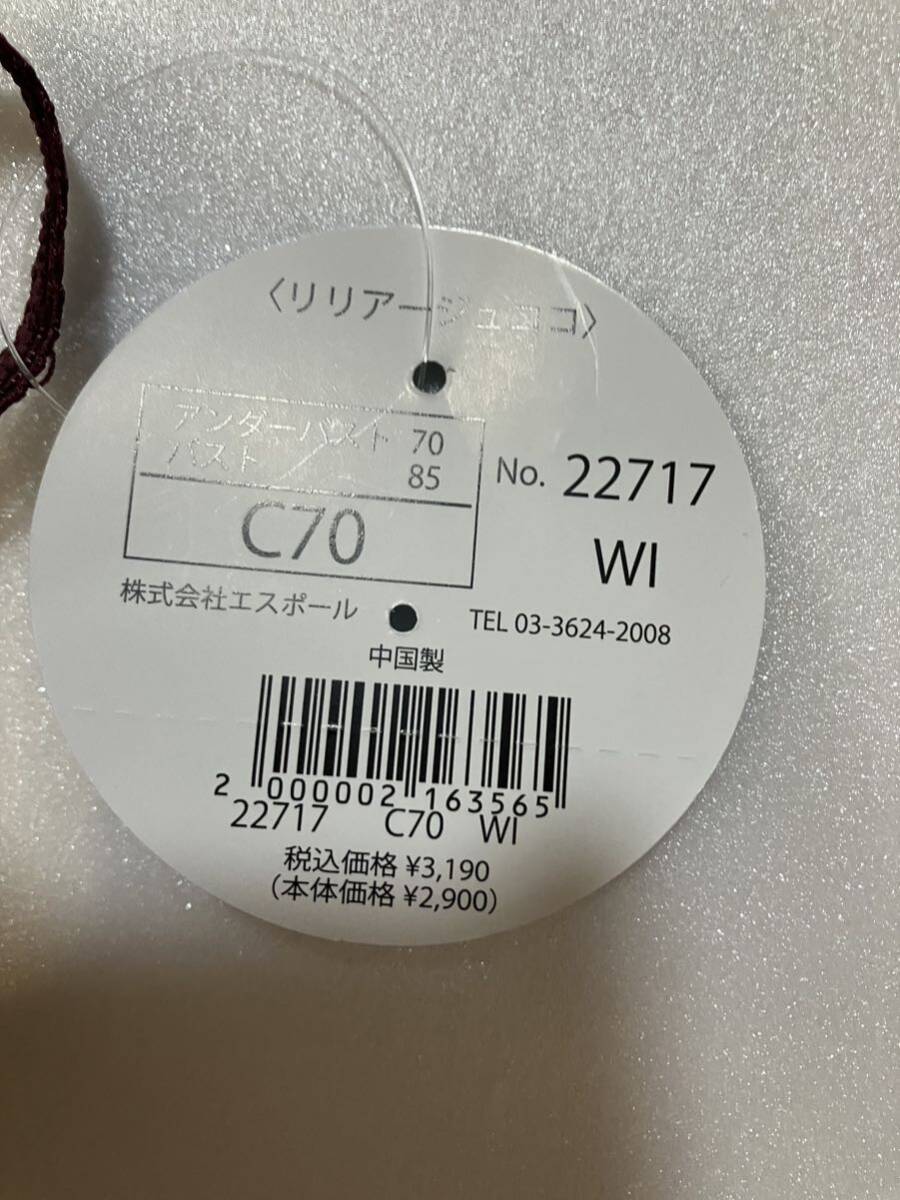 〈リリアージュココ〉
アンダーバスト 70
バスト 85
C70
No. 22717
WI
株式会社エスポール
TEL 03-3624-2008
中国製
2 000002 163565
22717 C70 WI
税込価格 ¥3,190
(本体価格 ¥2,900)